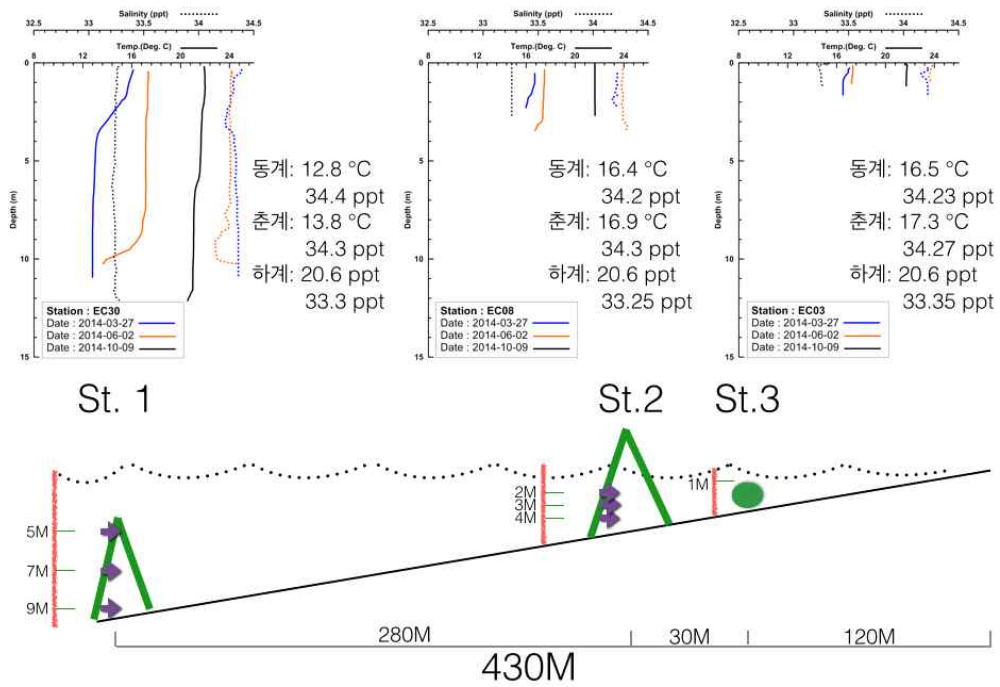 Salinity (ppt)
32.5 33.5 33.5 34 34.5
Temp.(Deg. C)
8 12 16 20 24
0
5
10
15
Depth (m)
동계: 12.8 °C
34.4 ppt
춘계: 13.8 °C
34.3 ppt
하계: 20.6 ppt
33.3 ppt
Station : EC30
Date : 2014-03-27
Date : 2014-06-02
Date : 2014-10-09
Salinity (ppt)
32.5 33 33.5 34 34.5
Temp.(Deg. C)
8 12 16 20 24
0
5
10
15
Depth (m)
동계: 16.4 °C
34.2 ppt
춘계: 16.9 °C
34.3 ppt
하계: 20.6 ppt
33.25 ppt
Station : EC08
Date : 2014-03-27
Date : 2014-06-02
Date : 2014-10-09
Salinity (ppt)
32.5 33 33.5 34 34.5
Temp.(Deg. C)
8 12 16 20 24
0
5
10
15
Depth (m)
동계: 16.5 °C
34.23 ppt
춘계: 17.3 °C
34.27 ppt
하계: 20.6 ppt
33.35 ppt
Station : EC03
Date : 2014-03-27
Date : 2014-06-02
Date : 2014-10-09
St. 1
St.2
St.3
5M
7M
9M
2M
3M
4M
1M
280M
30M
120M
430M